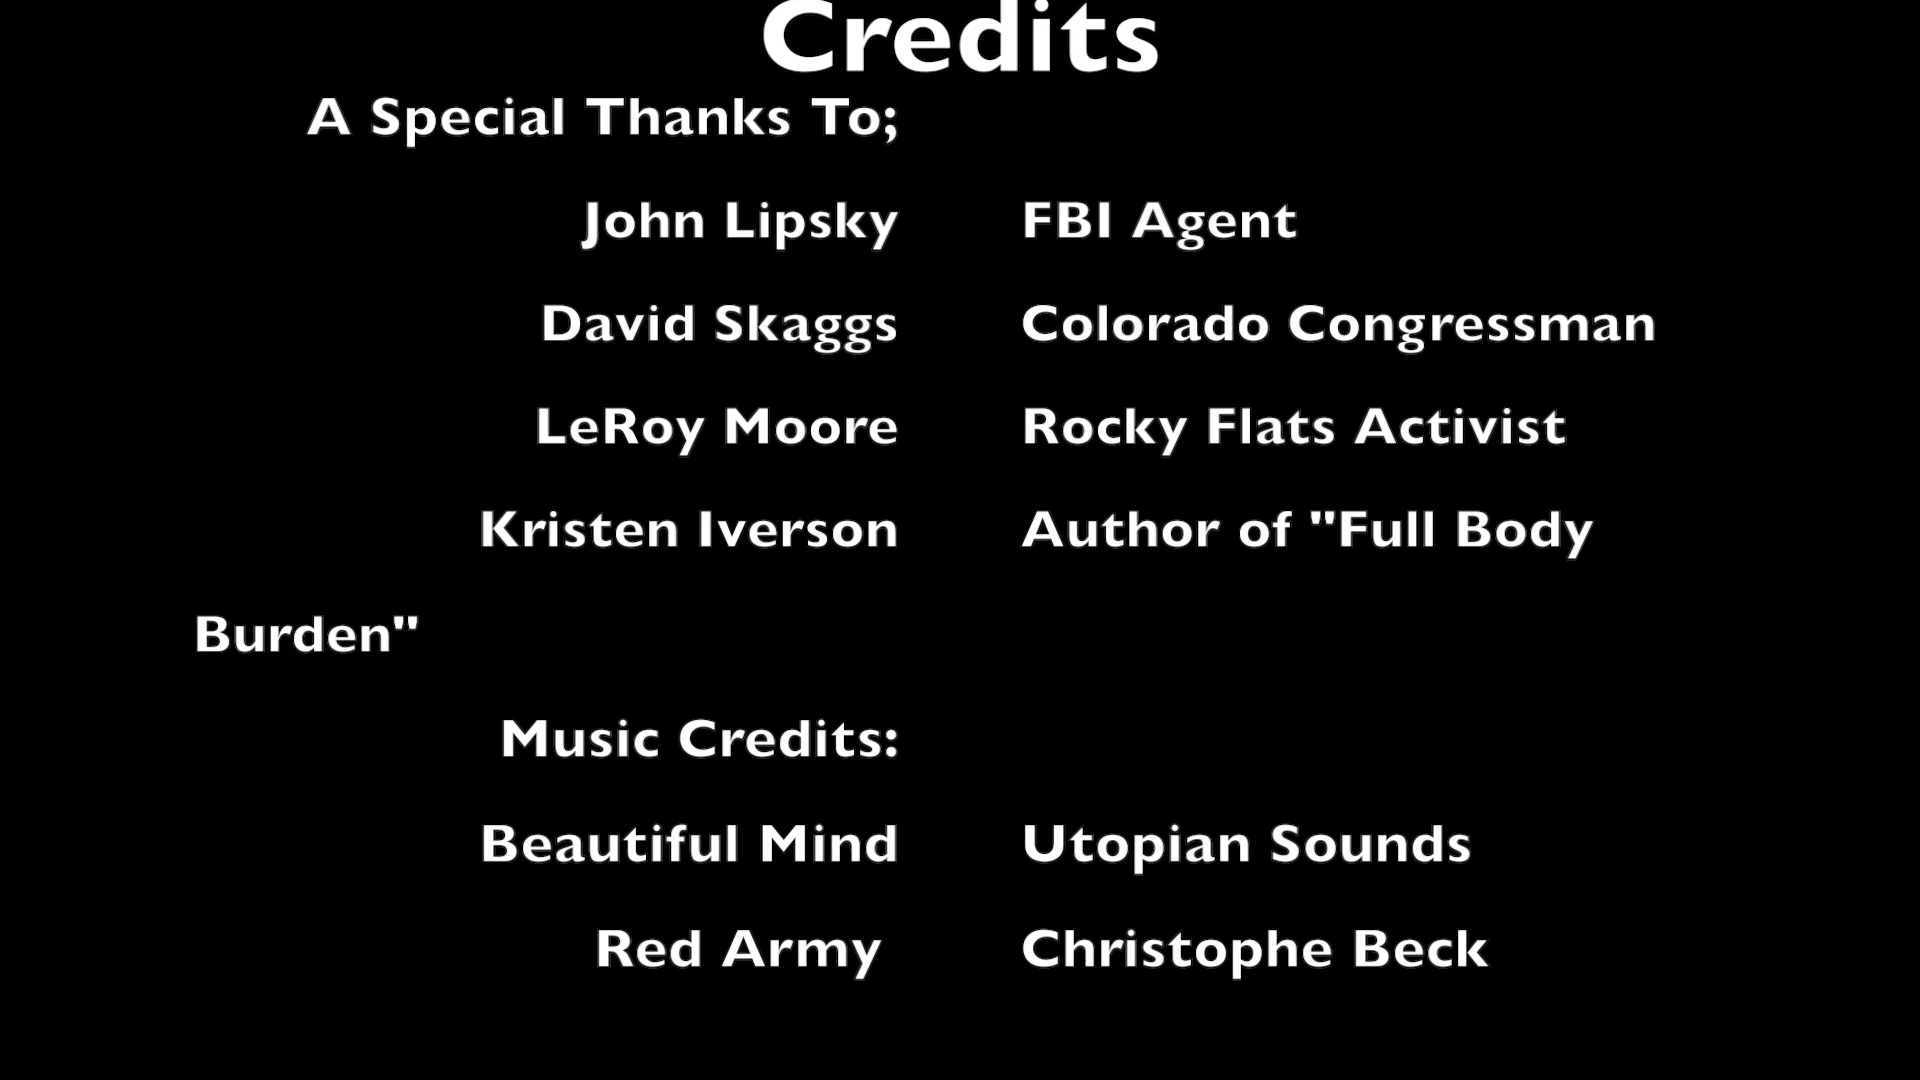 Credits
A Special Thanks To;
John Lipsky FBI Agent
David Skaggs Colorado Congressman
LeRoy Moore Rocky Flats Activist
Kristen Iverson Author of "Full Body
Burden"
Music Credits:
Beautiful Mind Utopian Sounds
Red Army Christophe Beck